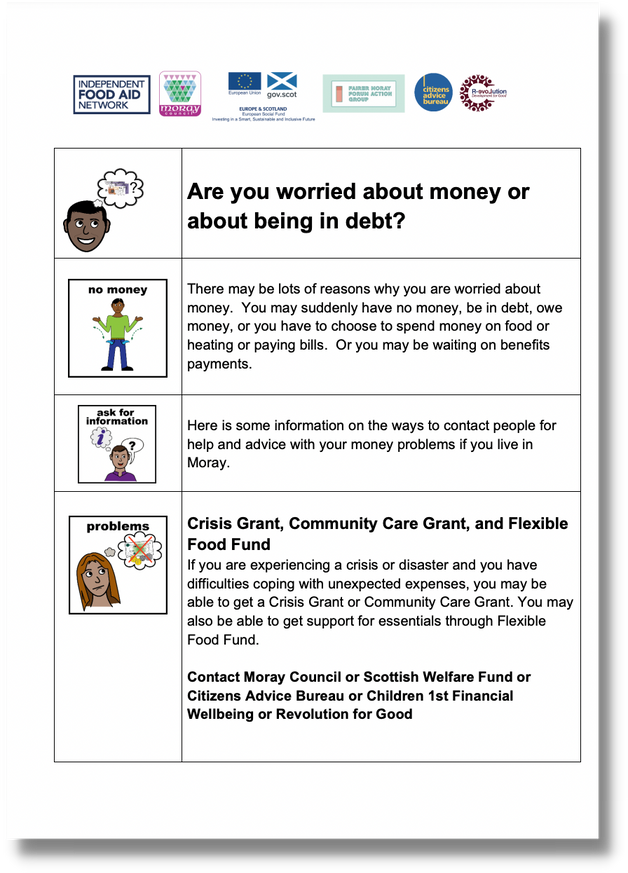 INDEPENDENT
FOOD AID
NETWORK
moray
COUNCIL
European Union
gov.scot
EUROPE & SCOTLAND
European Social Fund
Investing in a Smart, Sustainable and Inclusive Future
FAIRER MORAY
FORUM ACTION
GROUP
citizens
advice
bureau
R-evolution
Development for Good
?
Are you worried about money or
about being in debt?
no money
There may be lots of reasons why you are worried about
money. You may suddenly have no money, be in debt, owe
money, or you have to choose to spend money on food or
heating or paying bills. Or you may be waiting on benefits
payments.
ask for
information
i
?
Here is some information on the ways to contact people for
help and advice with your money problems if you live in
Moray.
problems
Crisis Grant, Community Care Grant, and Flexible
Food Fund
If you are experiencing a crisis or disaster and you have
difficulties coping with unexpected expenses, you may be
able to get a Crisis Grant or Community Care Grant. You may
also be able to get support for essentials through Flexible
Food Fund.
Contact Moray Council or Scottish Welfare Fund or
Citizens Advice Bureau or Children 1st Financial
Wellbeing or Revolution for Good